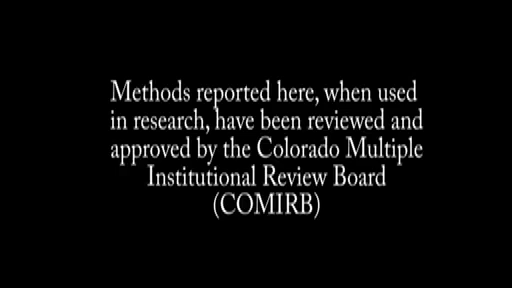 Methods reported here, when used
in research, have been reviewed and
approved by the Colorado Multiple
Institutional Review Board
(COMIRB)